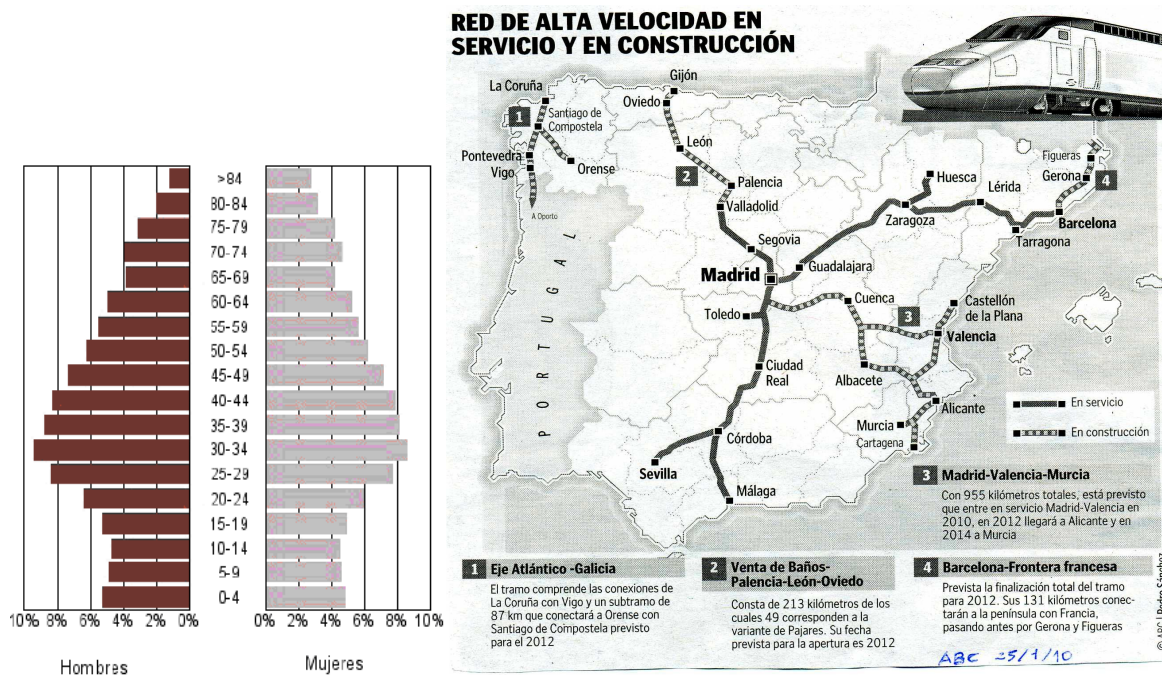 >84
80-84
75-79
70-74
65-69
60-64
55-59
50-54
45-49
40-44
35-39
30-34
25-29
20-24
15-19
10-14
5-9
0-4
10% 8% 6% 4% 2% 0%
0% 2% 4% 6% 8% 10%
Hombres
Mujeres
RED DE ALTA VELOCIDAD EN
SERVICIO Y EN CONSTRUCCIÓN
Gijón
La Coruña
Oviedo
1
Santiago de
Compostela
León
Pontevedra
Vigo
Orense
2
Palencia
Valladolid
A Oporto
Segovia
Madrid
Guadalajara
Huesca
Zaragoza
Lérida
Figueras
Gerona
4
Barcelona
Tarragona
PORTUGAL
Toledo
Cuenca
3
Castellón
de la Plana
Valencia
Ciudad
Real
Albacete
Alicante
Murcia
Cartagena
Córdoba
Sevilla
Málaga
En servicio
En construcción
3 Madrid-Valencia-Murcia
Con 955 kilómetros totales, está previsto
que entre en servicio Madrid-Valencia en
2010, en 2012 llegará a Alicante y en
2014 a Murcia
1 Eje Atlántico -Galicia
El tramo comprende las conexiones de
La Coruña con Vigo y un subtramo de
87 km que conectará a Orense con
Santiago de Compostela previsto
para el 2012
2 Venta de Baños-
Palencia-León-Oviedo
Consta de 213 kilómetros de los
cuales 49 corresponden a la
variante de Pajares. Su fecha
prevista para la apertura es 2012
4 Barcelona-Frontera francesa
Prevista la finalización total del tramo
para 2012. Sus 131 kilómetros conec-
tarán a la península con Francia,
pasando antes por Gerona y Figueras
ABC 25/1/10
© ABC | Pedro Sánchez